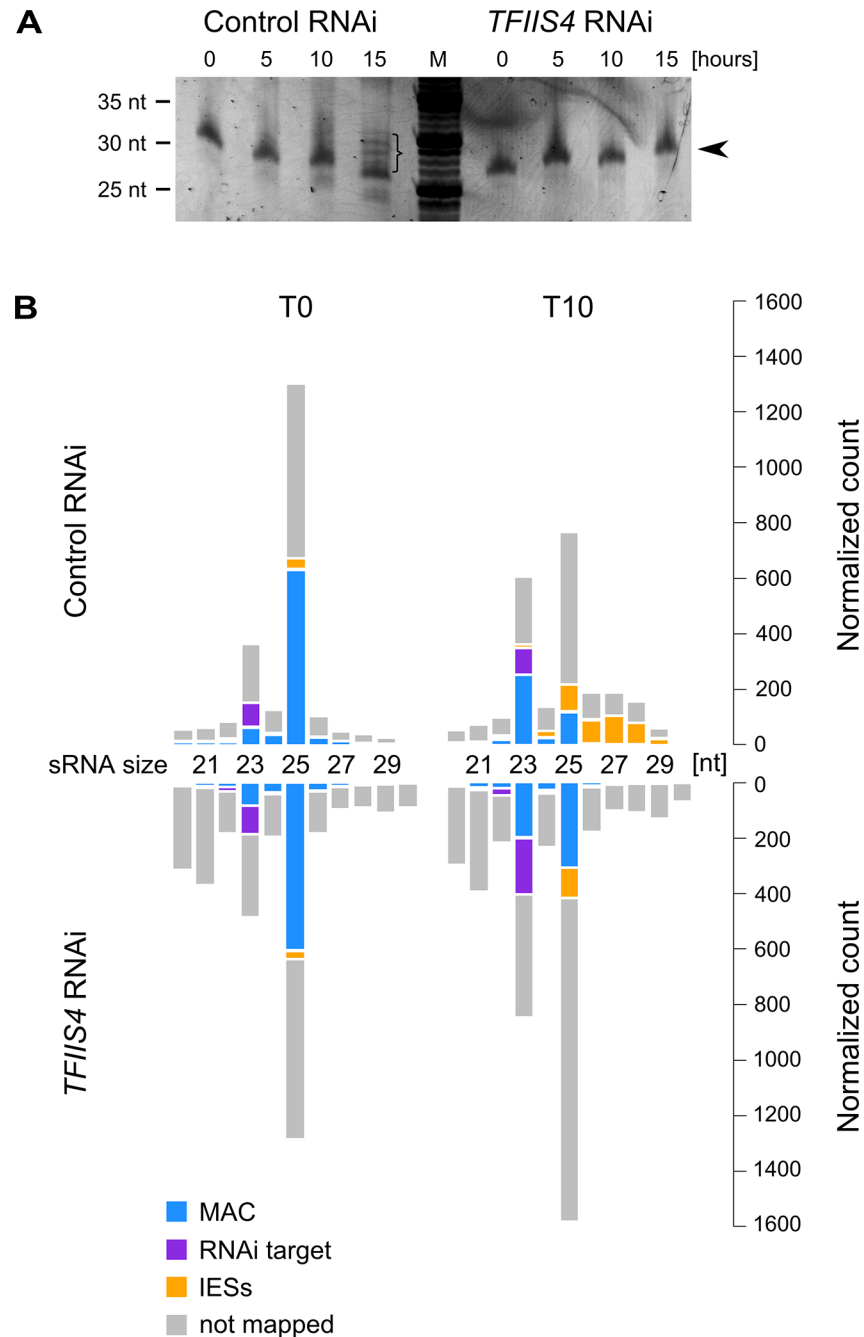 A
Control RNAi
TFIIS4 RNAi
0 5 10 15 M 0 5 10 15 [hours]
35 nt
30 nt
25 nt
B
T0 T10
Control RNAi
1600
1400
1200
1000
800
600
400
200
0
Normalized count
sRNA size 21 23 25 27 29 21 23 25 27 29 [nt]
TFIIS4 RNAi
0
200
400
600
800
1000
1200
1400
1600
Normalized count
MAC
RNAi target
IESs
not mapped